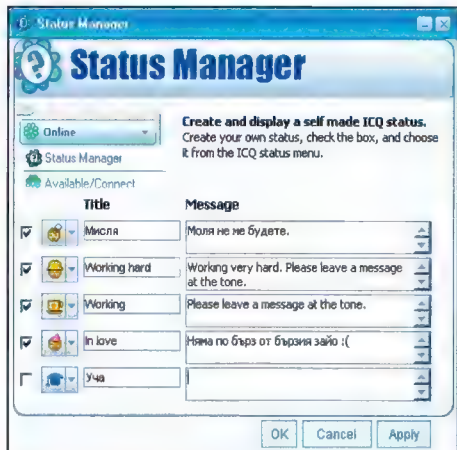 Status Manager
Status Manager
Create and display a self made ICQ status.
Create your own status, check the box, and choose
it from the ICQ status menu.
Online
Status Manager
Available/Connect
Title Message
Мисля Моля не ме будете.
Working hard Working very hard. Please leave a message
at the tone.
Working Please leave a message at the tone.
In love Няма по бърз от бързия зайо :(
Уча
OK Cancel Apply